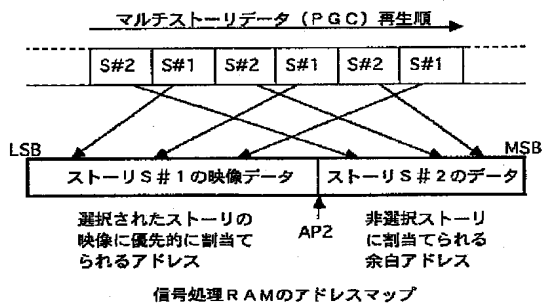 マルチストーリデータ（ＰＧＣ）再生順
S#2 S#1 S#2 S#1 S#2 S#1
LSB MSB
ストーリＳ＃１の映像データ ストーリＳ＃２のデータ
選択されたストーリの
映像に優先的に割当て
られるアドレス
AP2
非選択ストーリ
に割当てられる
余白アドレス
信号処理ＲＡＭのアドレスマップ